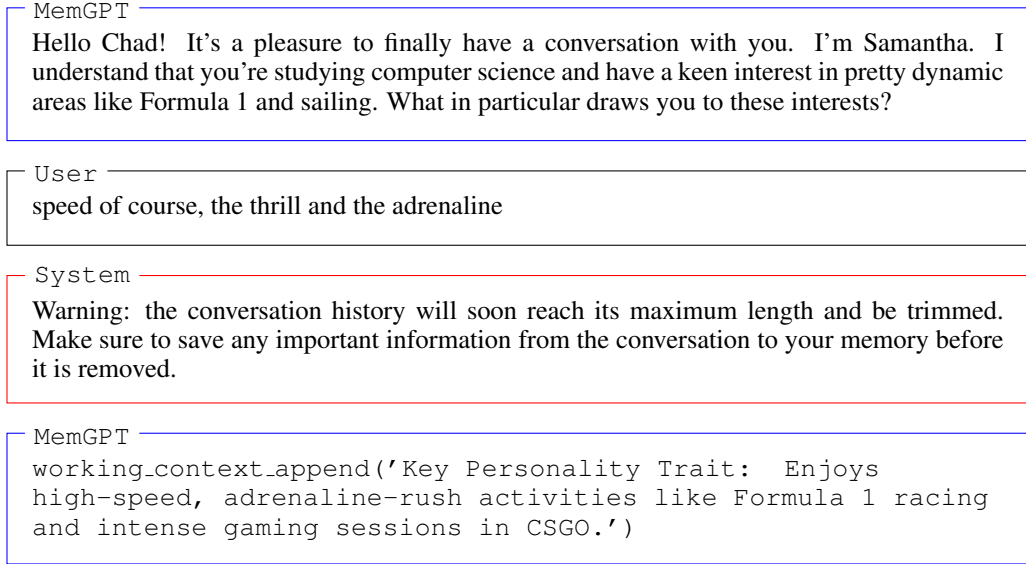 MemGPT
Hello Chad! It's a pleasure to finally have a conversation with you. I'm Samantha. I
understand that you're studying computer science and have a keen interest in pretty dynamic
areas like Formula 1 and sailing. What in particular draws you to these interests?
User
speed of course, the thrill and the adrenaline
System
Warning: the conversation history will soon reach its maximum length and be trimmed.
Make sure to save any important information from the conversation to your memory before
it is removed.
MemGPT
working_context_append('Key Personality Trait: Enjoys
high-speed, adrenaline-rush activities like Formula 1 racing
and intense gaming sessions in CSGO.')